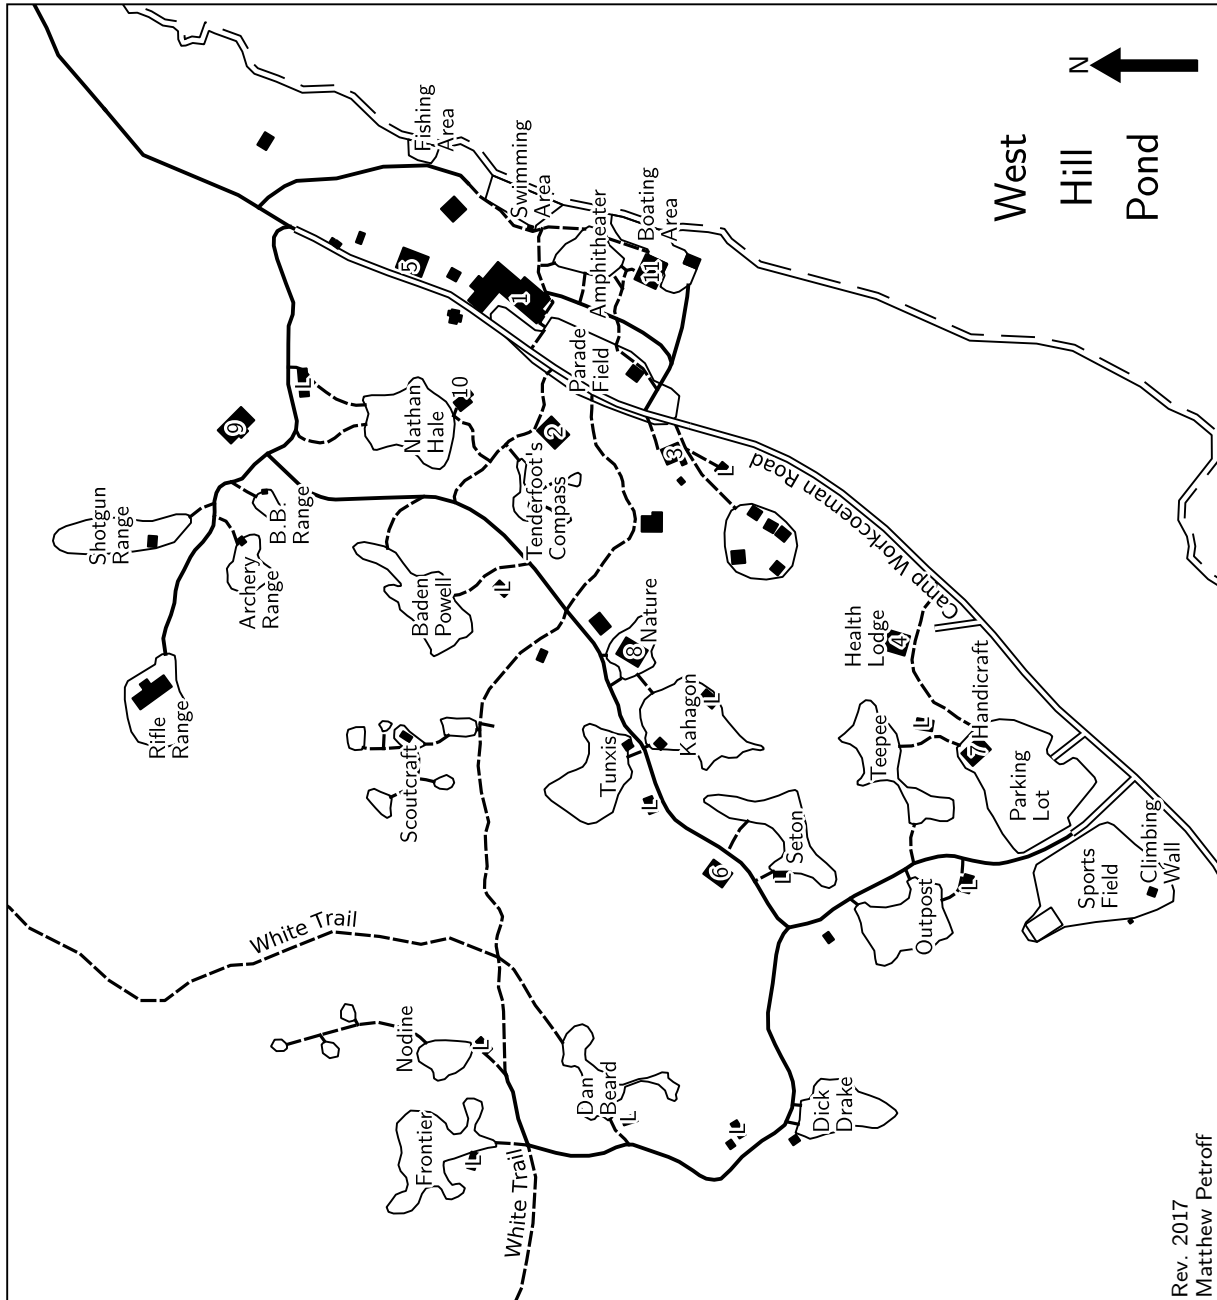 Fishing
Area
Swimming
Area
Amphitheater
Boating
Area
N
West
Hill
Pond
5
1
11
Parade
Field
L
Nathan
Hale
10
9
2
3
L
Camp Workcoeman Road
Shotgun
Range
B.B.
Range
Archery
Range
Tenderfoot's
Compass
Baden
Powell
L
Rifle
Range
Nature
8
Health
Lodge
4
Scoutcraft
Tunxis
Kahagon
L
L
Teepee
L
Handicraft
7
Parking
Lot
Seton
L
6
Outpost
L
Sports
Field
Climbing
Wall
White Trail
Nodine
L
Dan
Beard
L
Frontier
L
White Trail
L
Dick
Drake
Rev. 2017
Matthew Petroff